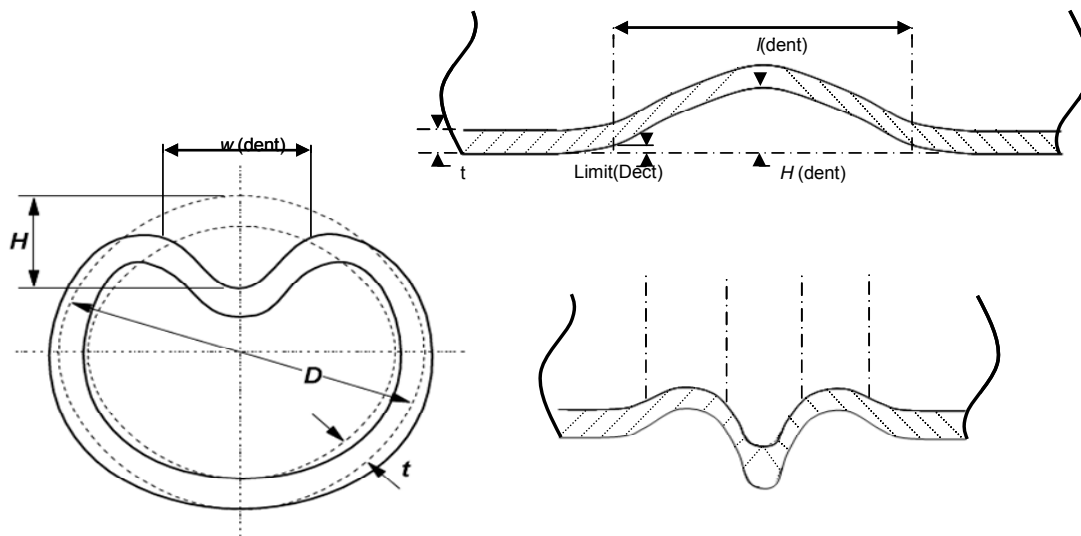 l(dent)
w (dent)
t
Limit(Dect)
H (dent)
H
D
t